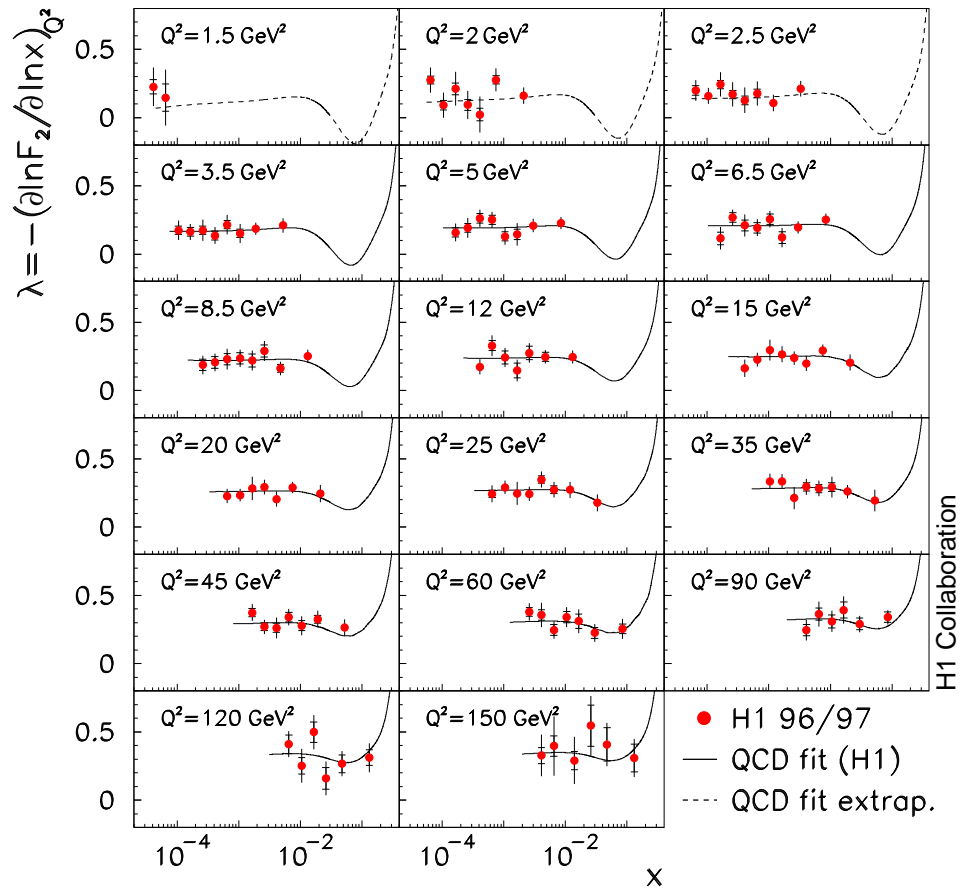 λ = −(∂lnF₂/∂lnx)Q²
Q²=1.5 GeV² Q²=2 GeV² Q²=2.5 GeV²
0.5
0
Q²=3.5 GeV² Q²=5 GeV² Q²=6.5 GeV²
0.5
0
Q²=8.5 GeV² Q²=12 GeV² Q²=15 GeV²
0.5
0
Q²=20 GeV² Q²=25 GeV² Q²=35 GeV²
0.5
0
Q²=45 GeV² Q²=60 GeV² Q²=90 GeV²
0.5
0
Q²=120 GeV² Q²=150 GeV²
0.5
0
H1 96/97
QCD fit (H1)
QCD fit extrap.
10⁻⁴ 10⁻² 10⁻⁴ 10⁻² x
H1 Collaboration